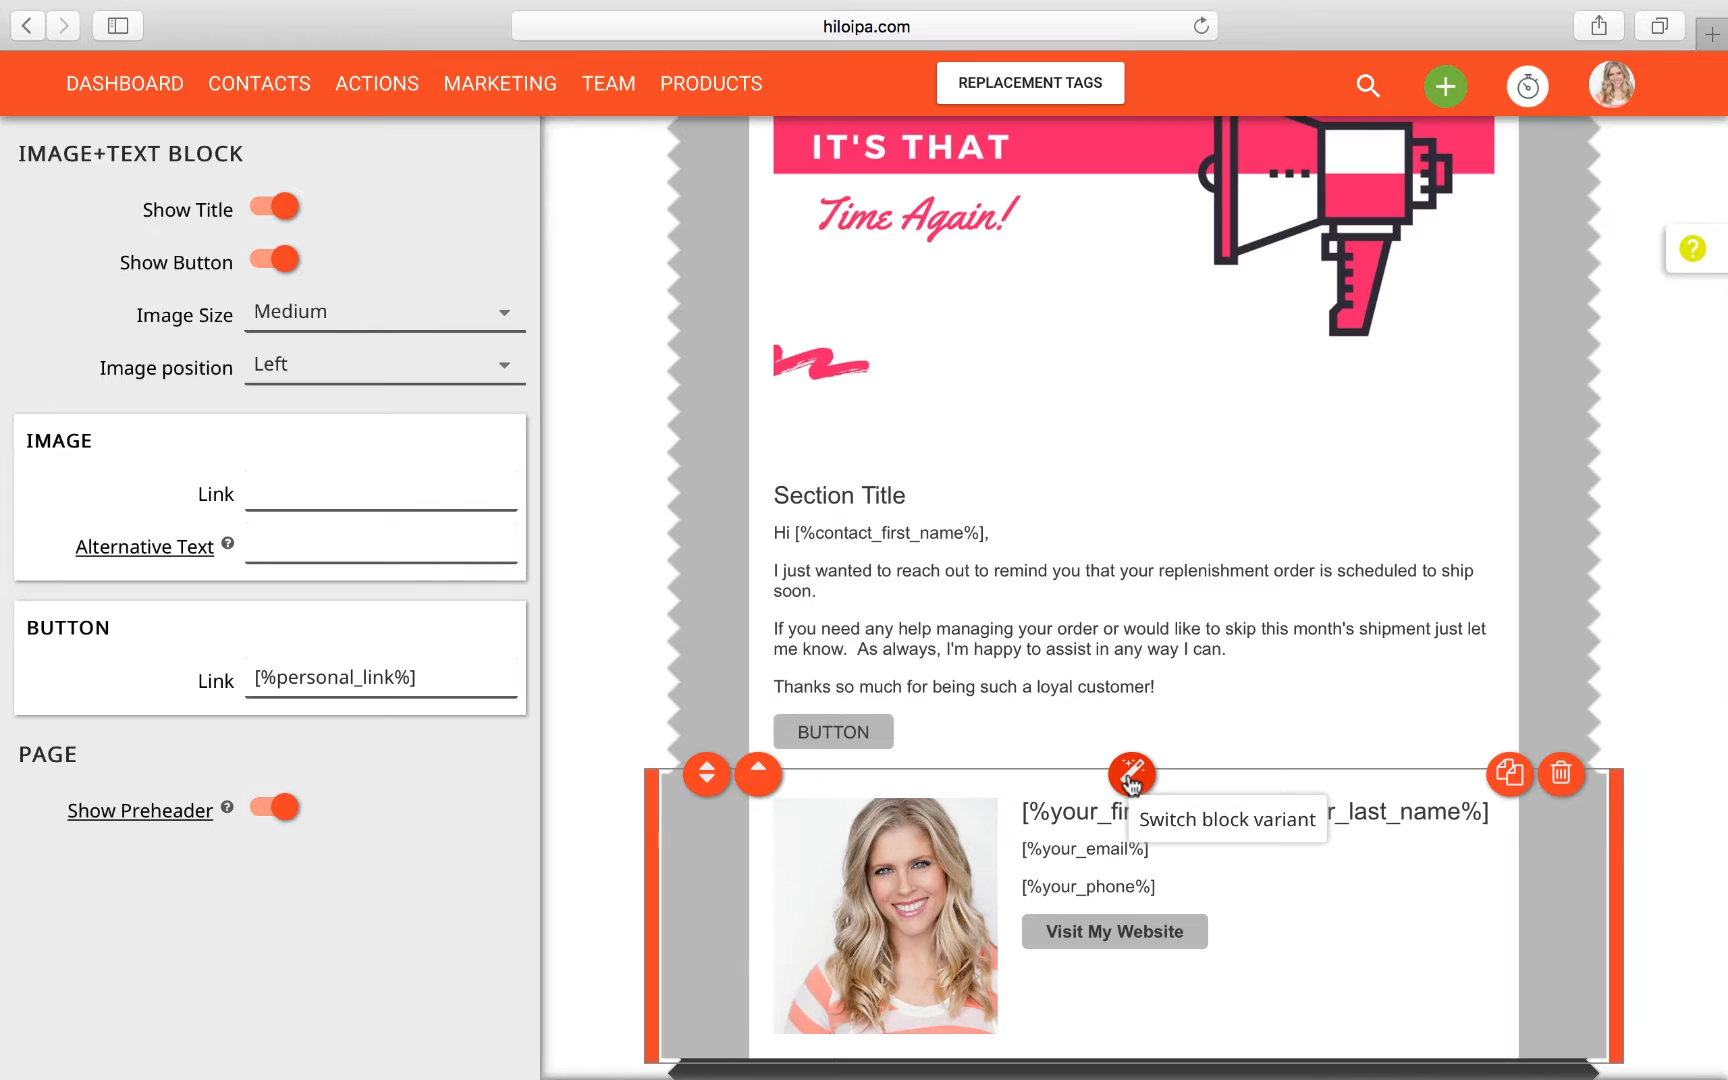 hiloipa.com
DASHBOARD CONTACTS ACTIONS MARKETING TEAM PRODUCTS REPLACEMENT TAGS
IMAGE+TEXT BLOCK
Show Title
Show Button
Image Size Medium
Image position Left
IMAGE
Link
Alternative Text ?
BUTTON
Link [%personal_link%]
PAGE
Show Preheader ?
IT'S THAT
Time Again!
?
Section Title
Hi [%contact_first_name%],
I just wanted to reach out to remind you that your replenishment order is scheduled to ship
soon.
If you need any help managing your order or would like to skip this month's shipment just let
me know. As always, I'm happy to assist in any way I can.
Thanks so much for being such a loyal customer!
BUTTON
[%your_fi r_last_name%]
Switch block variant
[%your_email%]
[%your_phone%]
Visit My Website